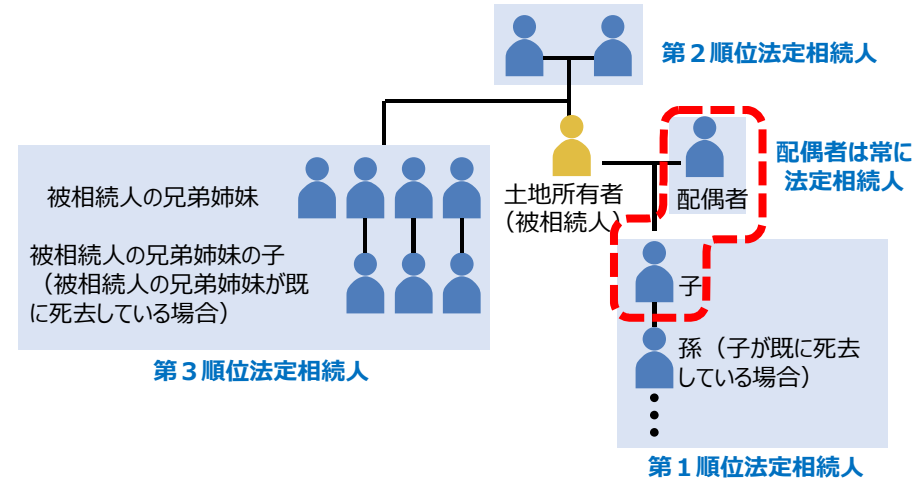 第２順位法定相続人
配偶者は常に
法定相続人
土地所有者
（被相続人）
配偶者
被相続人の兄弟姉妹
被相続人の兄弟姉妹の子
（被相続人の兄弟姉妹が既
に死去している場合）
第３順位法定相続人
子
孫（子が既に死去
している場合）
第１順位法定相続人